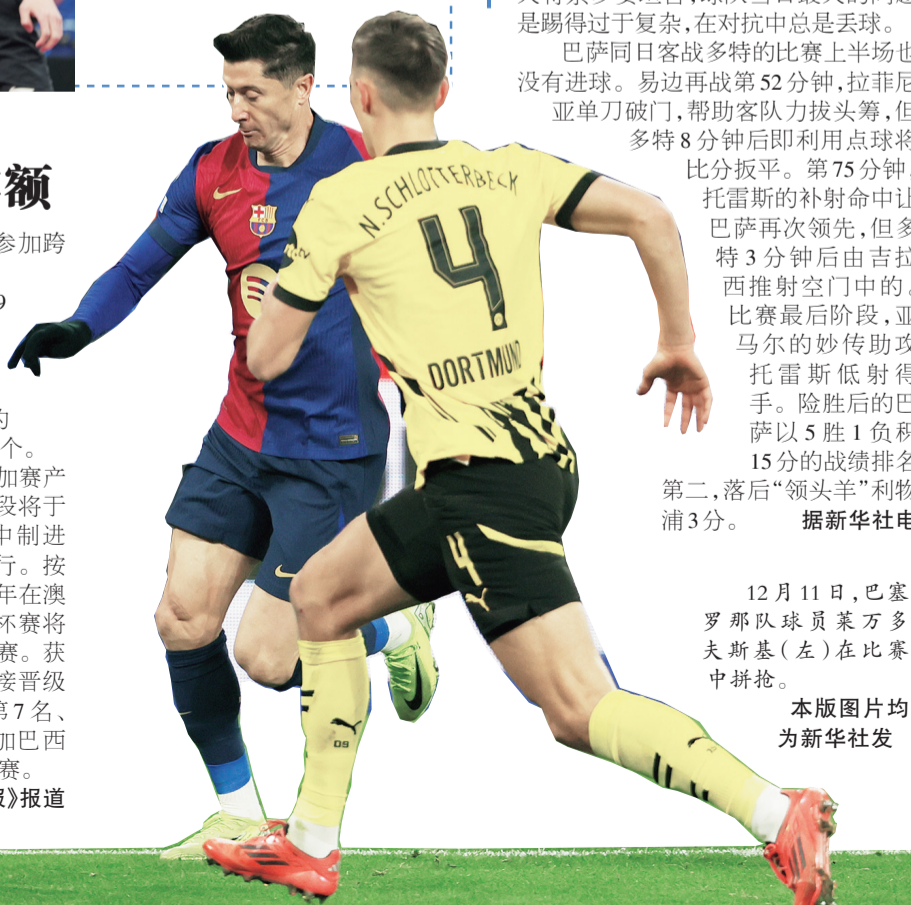 是踢得过于复杂,在对抗中总是丢球。
巴萨同日客战多特的比赛上半场也
没有进球。易边再战第52分钟,拉菲尼
亚单刀破门,帮助客队力拔头筹,但
多特8分钟后即利用点球将
比分扳平。第75分钟,
托雷斯的补射命中让
巴萨再次领先,但多
特3分钟后由吉拉
西推射空门中的。
比赛最后阶段,亚
马尔的妙传助攻
托雷斯低射得
手。险胜后的巴
萨以5胜1负积
15分的战绩排名
第二,落后“领头羊”利物
浦3分。 据新华社电
额
参加跨
9
个。
加赛产
段将于
中制进
行。按
年在澳
杯赛将
赛。获
接晋级
第7名、
加巴西
赛。
报》报道
N.SCHLOTTERBECK
4
DORTMUND
4
09
12月11日,巴塞
罗那队球员莱万多
夫斯基(左)在比赛
中拼抢。
本版图片均
为新华社发